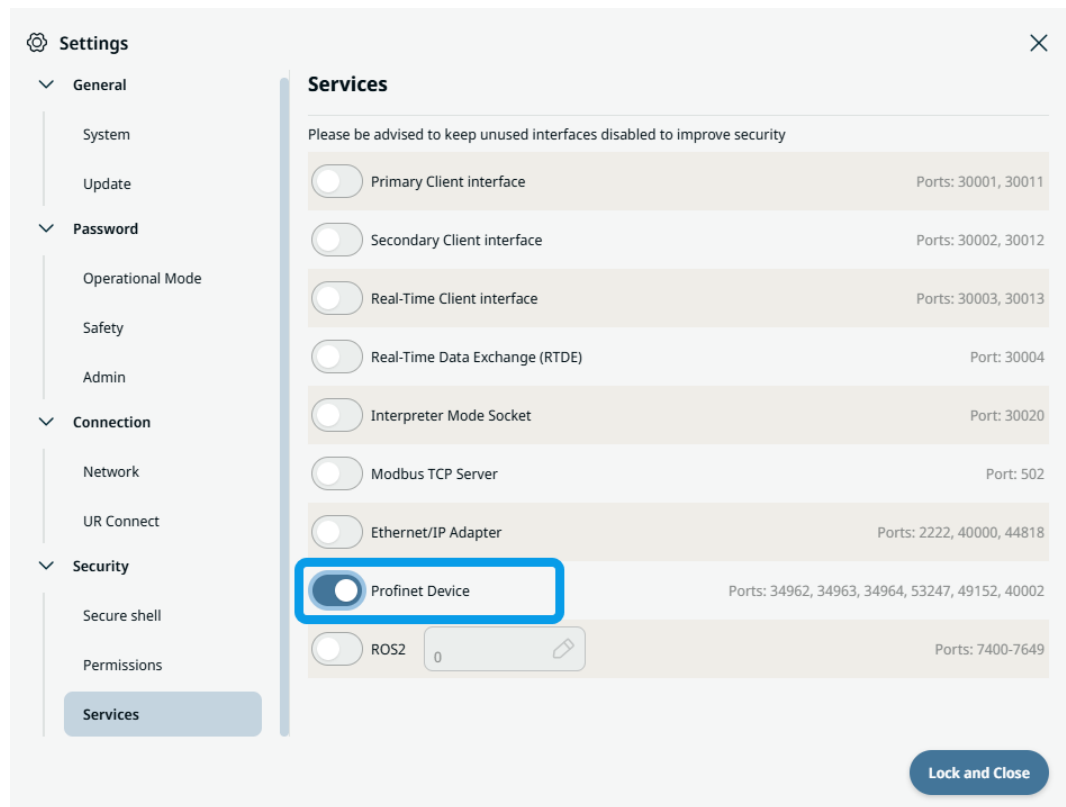 Settings
General
System
Update
Password
Operational Mode
Safety
Admin
Connection
Network
UR Connect
Security
Secure shell
Permissions
Services
Services
Please be advised to keep unused interfaces disabled to improve security
Primary Client interface Ports: 30001, 30011
Secondary Client interface Ports: 30002, 30012
Real-Time Client interface Ports: 30003, 30013
Real-Time Data Exchange (RTDE) Port: 30004
Interpreter Mode Socket Port: 30020
Modbus TCP Server Port: 502
Ethernet/IP Adapter Ports: 2222, 40000, 44818
Profinet Device Ports: 34962, 34963, 34964, 53247, 49152, 40002
ROS2 0 Ports: 7400-7649
Lock and Close